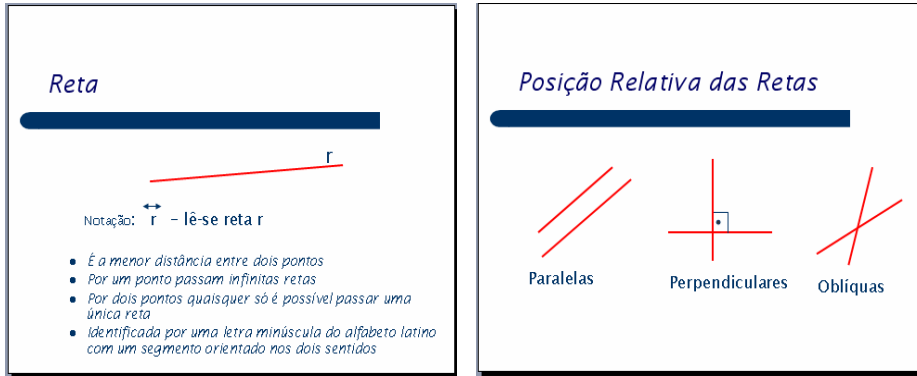 Reta
r
Notação: r – lê-se reta r
• É a menor distância entre dois pontos
• Por um ponto passam infinitas retas
• Por dois pontos quaisquer só é possível passar uma
única reta
• Identificada por uma letra minúscula do alfabeto latino
com um segmento orientado nos dois sentidos
Posição Relativa das Retas
Paralelas
Perpendiculares
Oblíquas